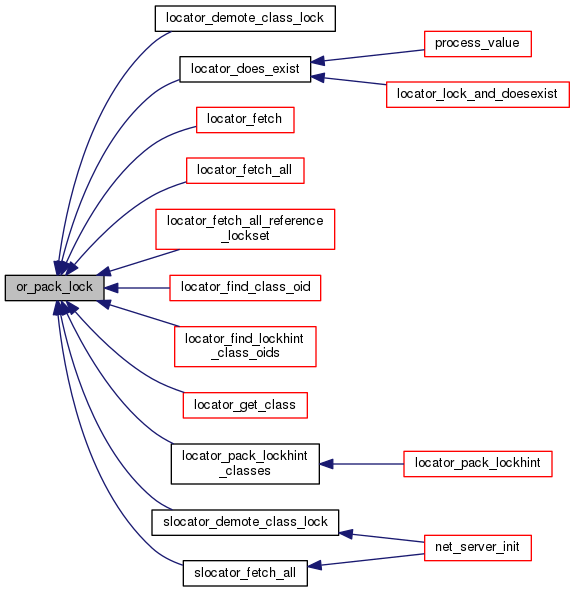 locator_demote_class_lock
process_value
locator_does_exist
locator_lock_and_doesexist
locator_fetch
locator_fetch_all
locator_fetch_all_reference
_lockset
or_pack_lock
locator_find_class_oid
locator_find_lockhint
_class_oids
locator_get_class
locator_pack_lockhint
_classes
locator_pack_lockhint
slocator_demote_class_lock
net_server_init
slocator_fetch_all